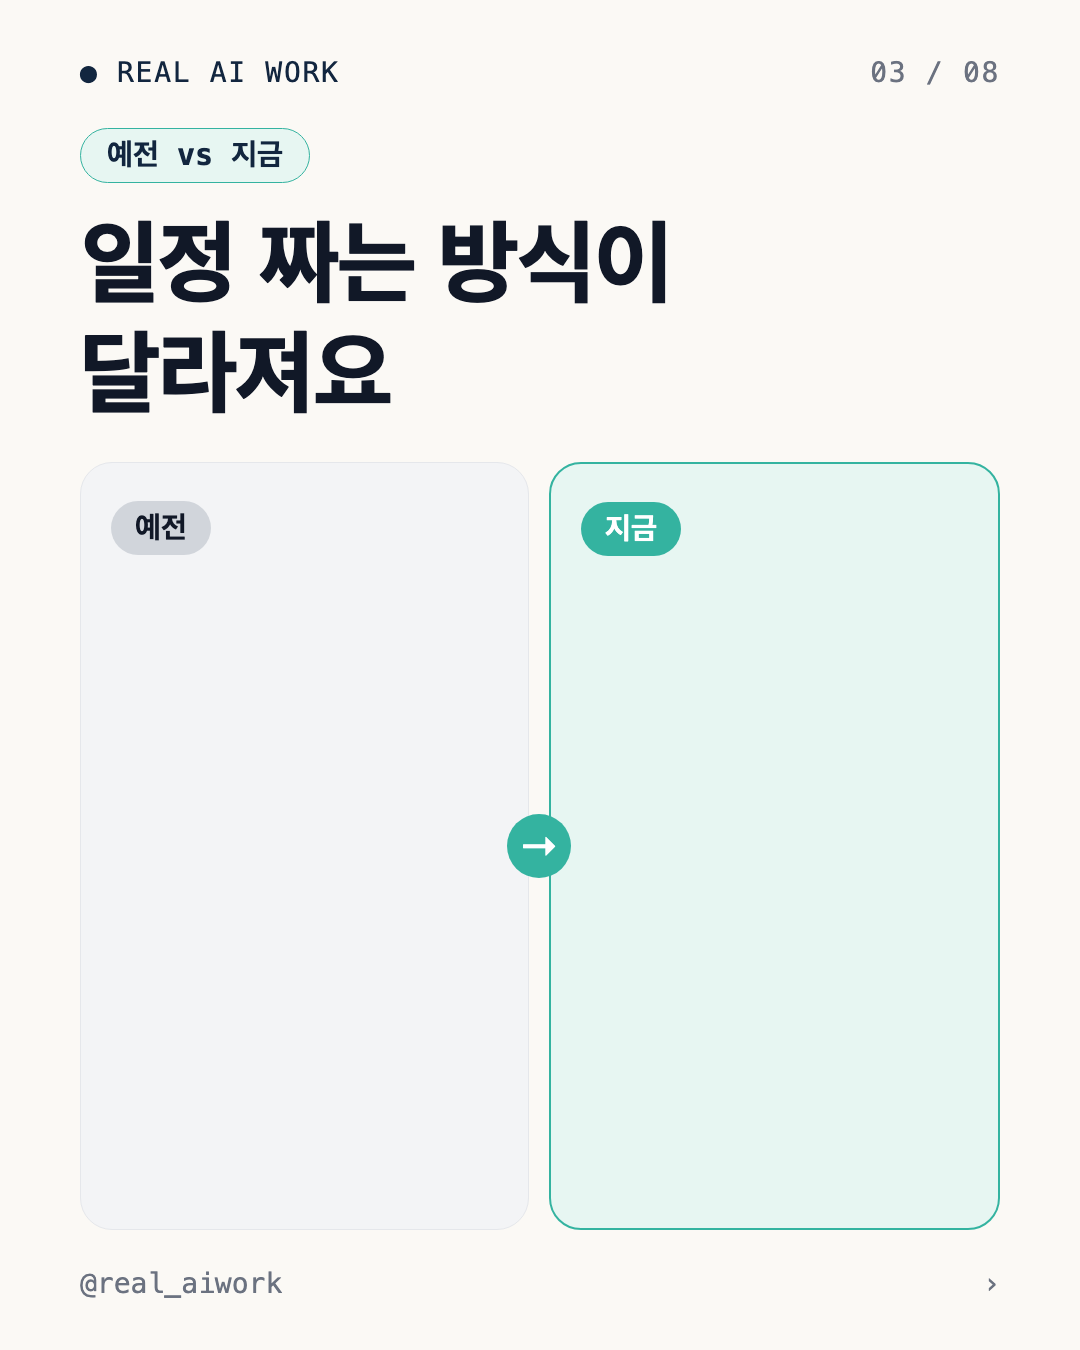 ● REAL AI WORK
03 / 08
예전 vs 지금
일정 짜는 방식이
달라져요
예전
지금
→
@real_aiwork
›